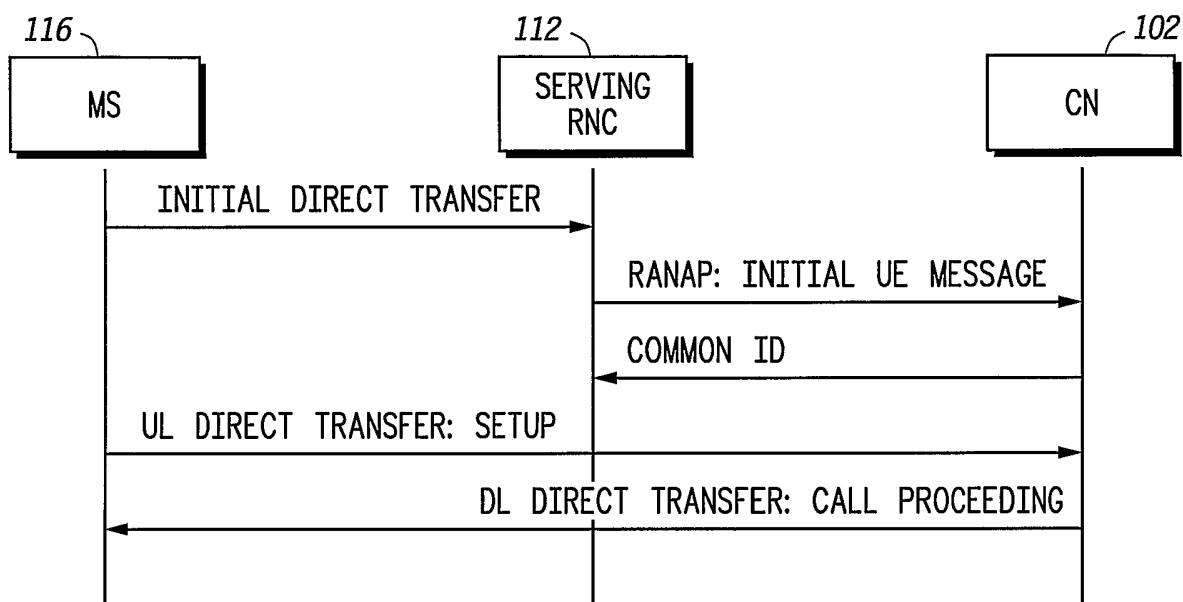 116
112
102
MS
SERVING
RNC
CN
INITIAL DIRECT TRANSFER
RANAP: INITIAL UE MESSAGE
COMMON ID
UL DIRECT TRANSFER: SETUP
DL DIRECT TRANSFER: CALL PROCEEDING